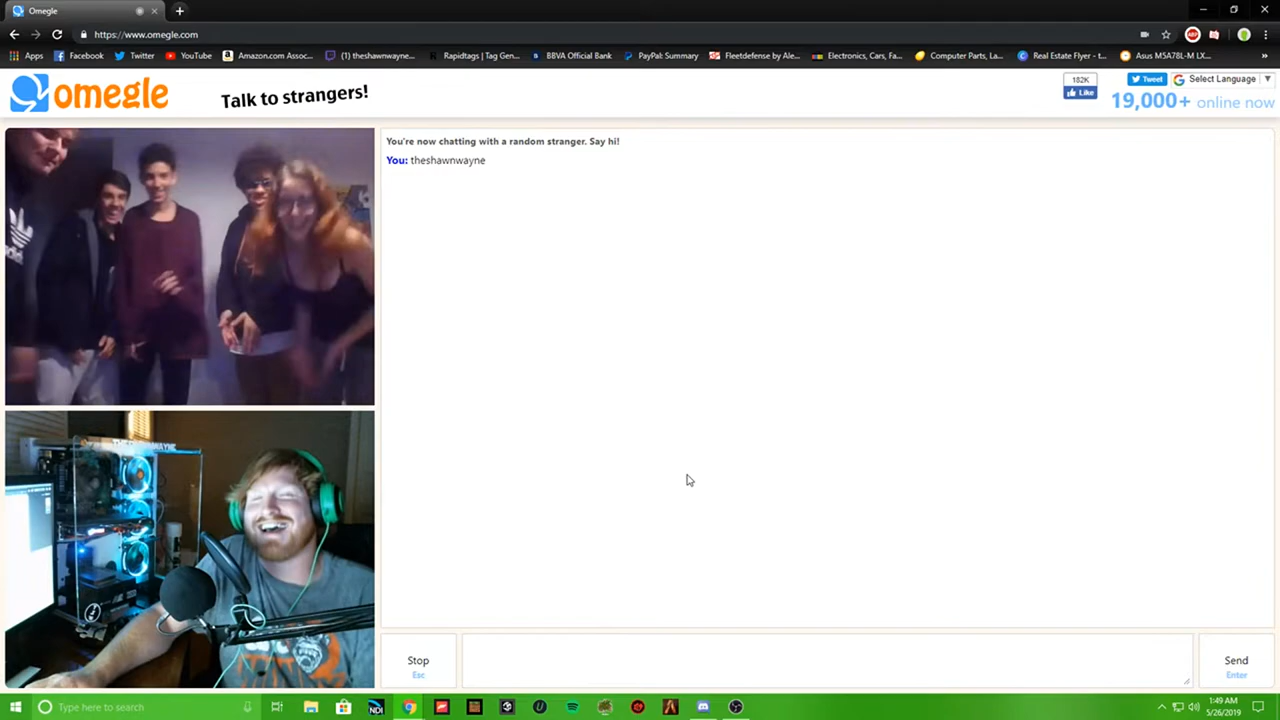 Omegle
https://www.omegle.com
Apps Facebook Twitter YouTube Amazon.com Assoc... (1) theshawnwayne... Rapidtags | Tag Gen... BBVA Official Bank PayPal: Summary Fleetdefense by Ale... Electronics, Cars, Fa... Computer Parts, La... Real Estate Flyer - t... Asus M5A78L-M LX...
omegle Talk to strangers! 182K Like Tweet Select Language
19,000+ online now
You're now chatting with a random stranger. Say hi!
You: theshawnwayne
adidas
THESHAWNWAYNE
Stop
Esc
Send
Enter
Type here to search
NDI
1:49 AM
5/26/2019